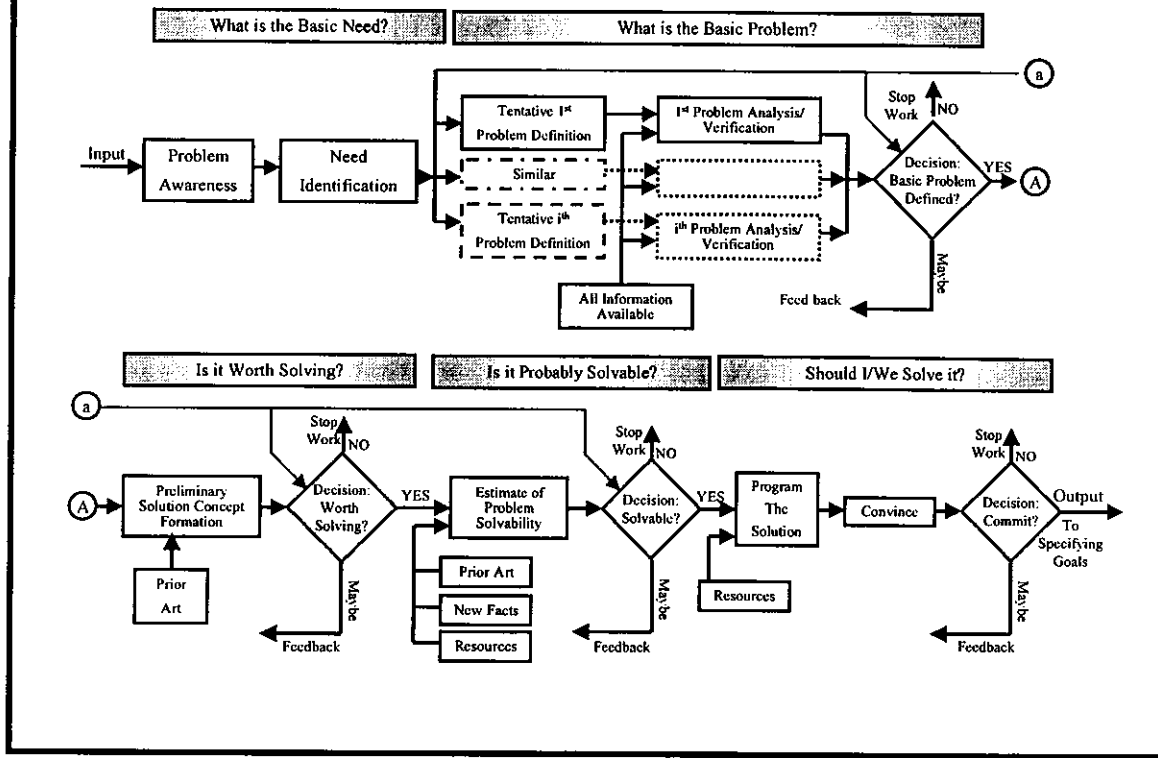 What is the Basic Need?
What is the Basic Problem?
a
Stop
Work
NO
Tentative 1st
Problem Definition
1st Problem Analysis/
Verification
Input
Problem
Awareness
Need
Identification
Similar
Decision:
Basic Problem
Defined?
YES
A
Tentative ith
Problem Definition
ith Problem Analysis/
Verification
Maybe
All Information
Available
Feed back
Is it Worth Solving?
Is it Probably Solvable?
Should I/We Solve it?
a
Stop
Work
NO
Stop
Work
NO
Stop
Work
NO
A
Preliminary
Solution Concept
Formation
Decision:
Worth
Solving?
YES
Estimate of
Problem
Solvability
Decision:
Solvable?
YES
Program
The
Solution
Convince
Decision:
Commit?
Output
To
Specifying
Goals
Prior
Art
Maybe
Feedback
Prior Art
New Facts
Resources
Maybe
Feedback
Resources
Maybe
Feedback